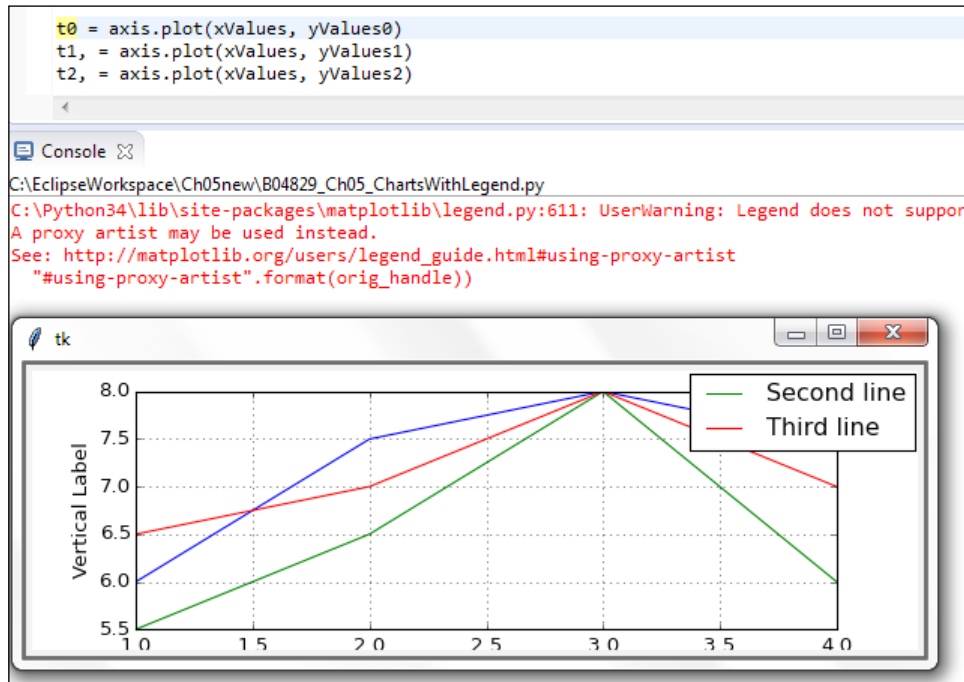 t0 = axis.plot(xValues, yValues0)
t1, = axis.plot(xValues, yValues1)
t2, = axis.plot(xValues, yValues2)
Console
C:\EclipseWorkspace\Ch05new\B04829_Ch05_ChartsWithLegend.py
C:\Python34\lib\site-packages\matplotlib\legend.py:611: UserWarning: Legend does not suppor
A proxy artist may be used instead.
See: http://matplotlib.org/users/legend_guide.html#using-proxy-artist
"#using-proxy-artist".format(orig_handle))
tk
Second line
Third line
Vertical Label
8.0
7.5
7.0
6.5
6.0
5.5
1.0 1.5 2.0 2.5 3.0 3.5 4.0